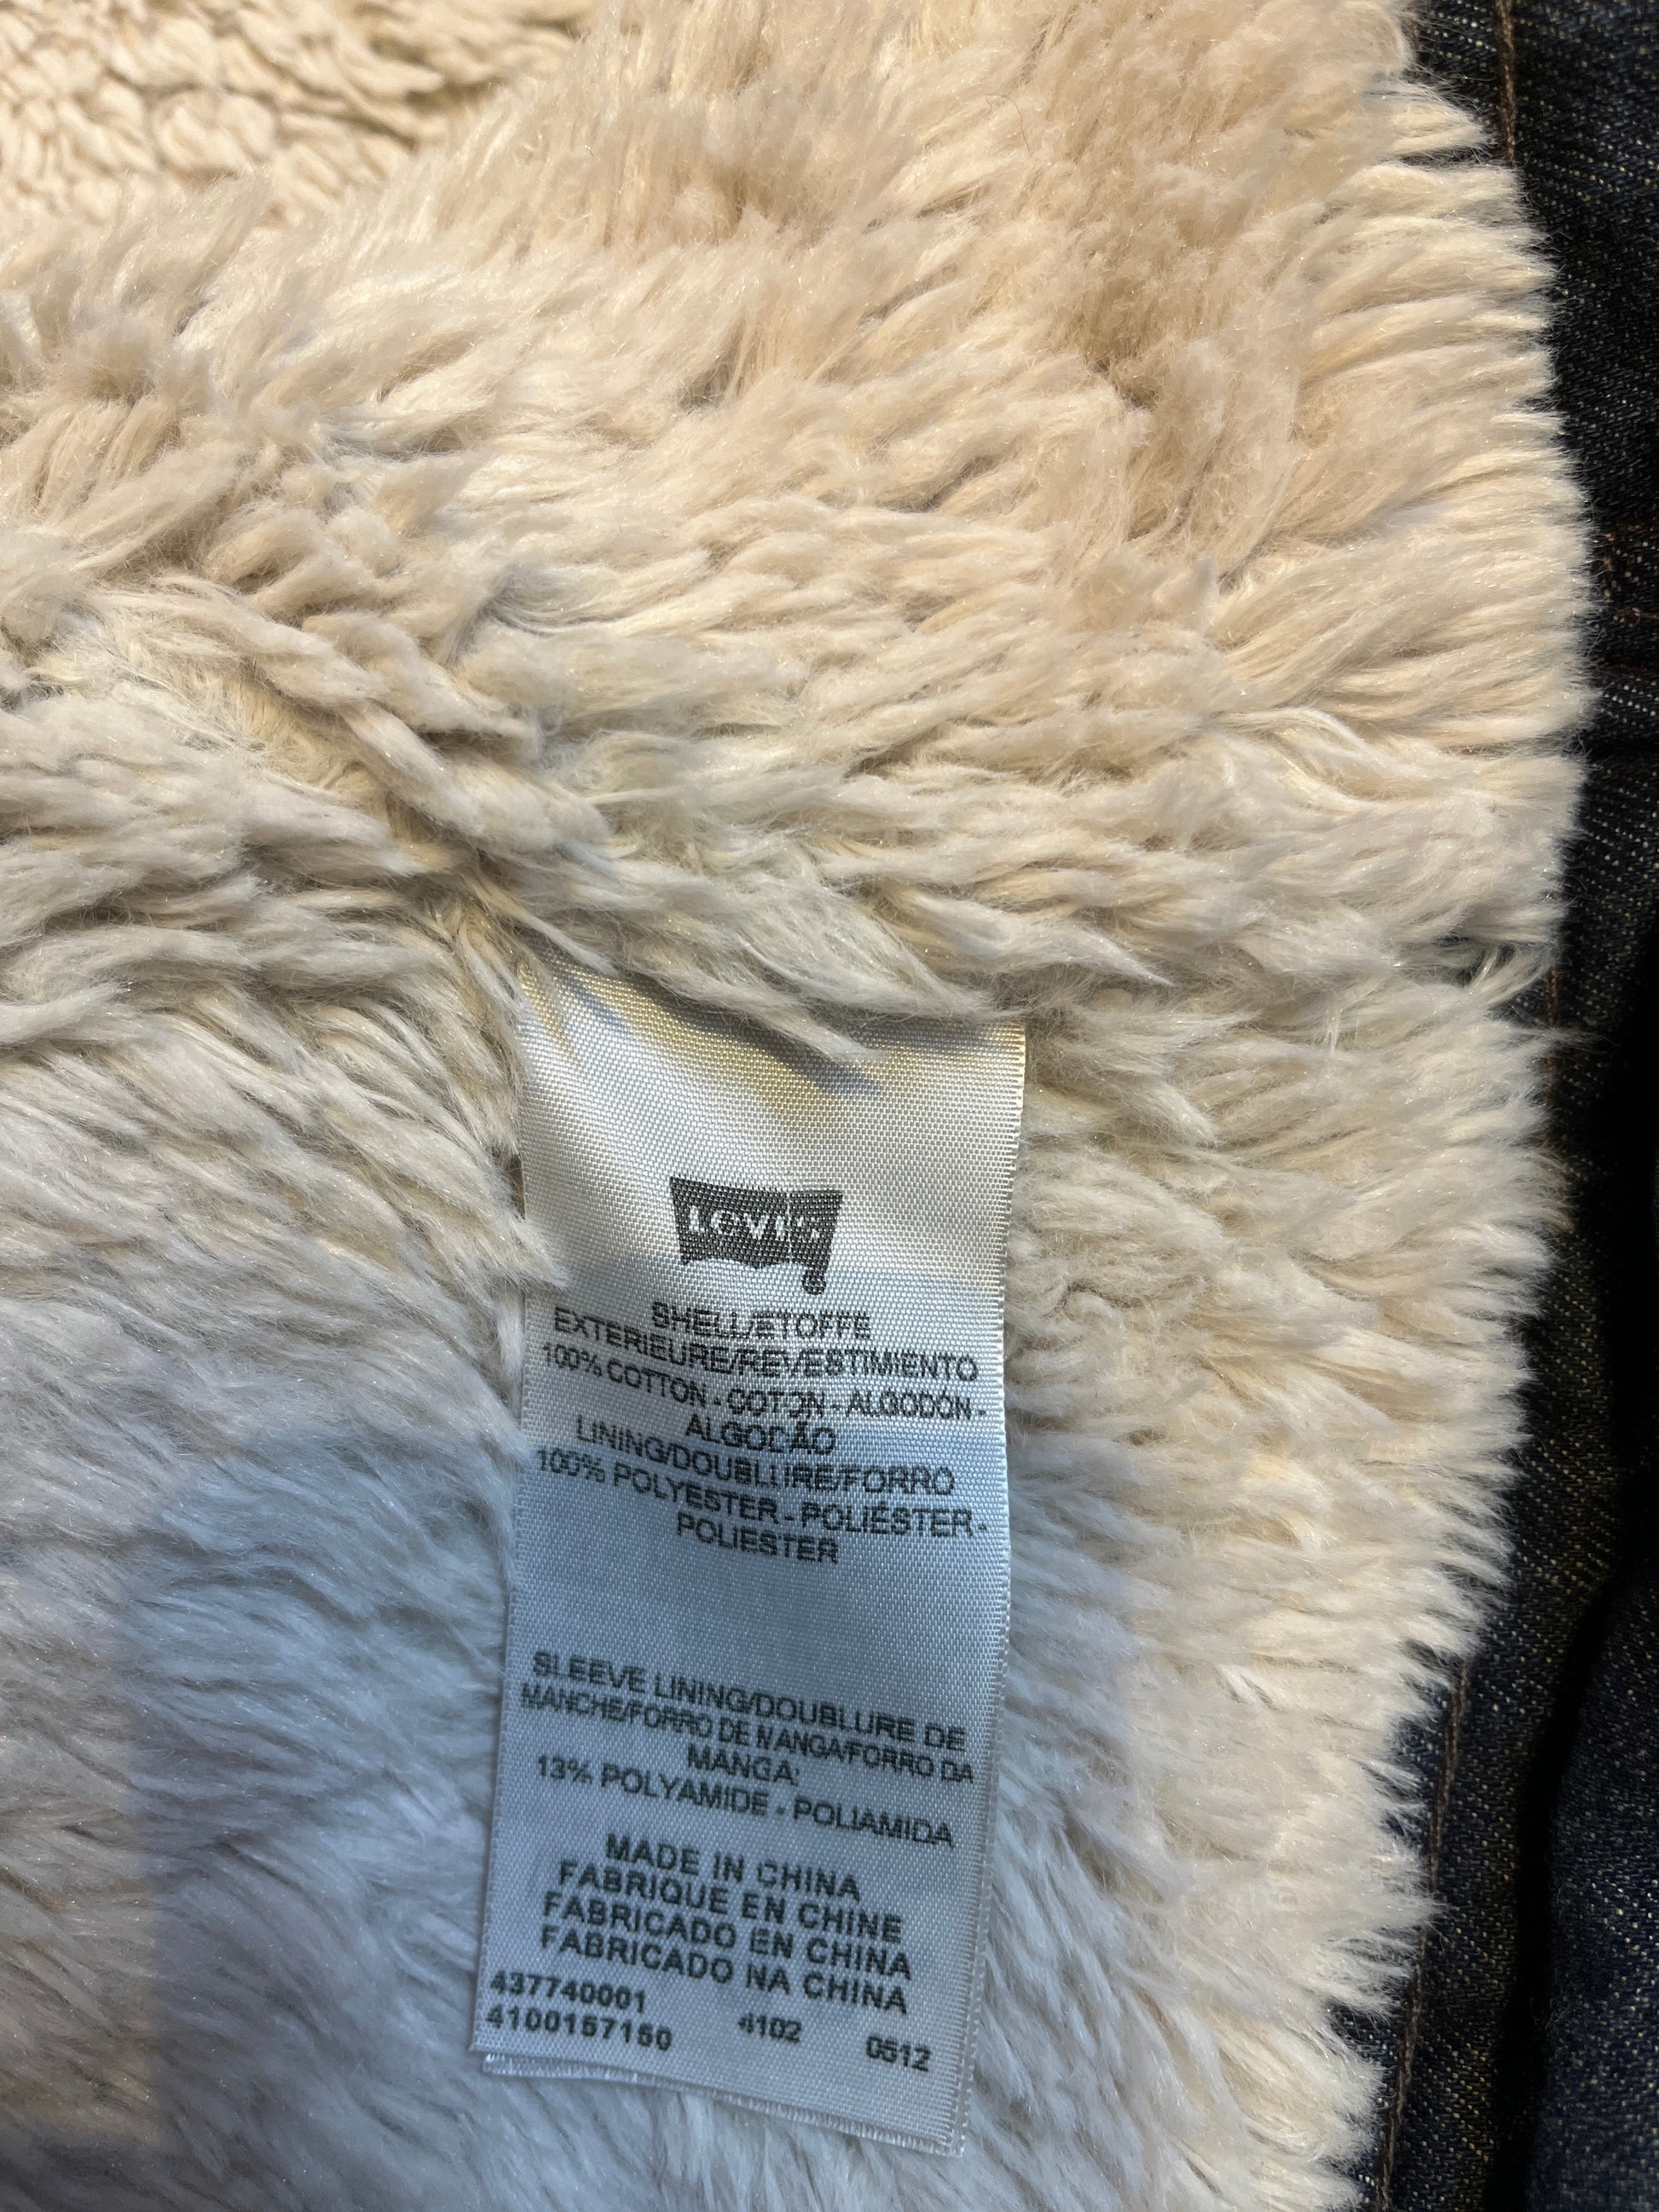 LEVI'S
SHELL/ETOFFE
EXTERIEURE/REVESTIMIENTO
100% COTTON - COTON - ALGODON -
ALGODÃO
LINING/DOUBLURE/FORRO
100% POLYESTER - POLIÉSTER -
POLIESTER
SLEEVE LINING/DOUBLURE DE
MANCHE/FORRO DE MANGA/FORRO DA
MANGA:
13% POLYAMIDE - POLIAMIDA
MADE IN CHINA
FABRIQUE EN CHINE
FABRICADO EN CHINA
FABRICADO NA CHINA
437740001
4100157150 4102 0512